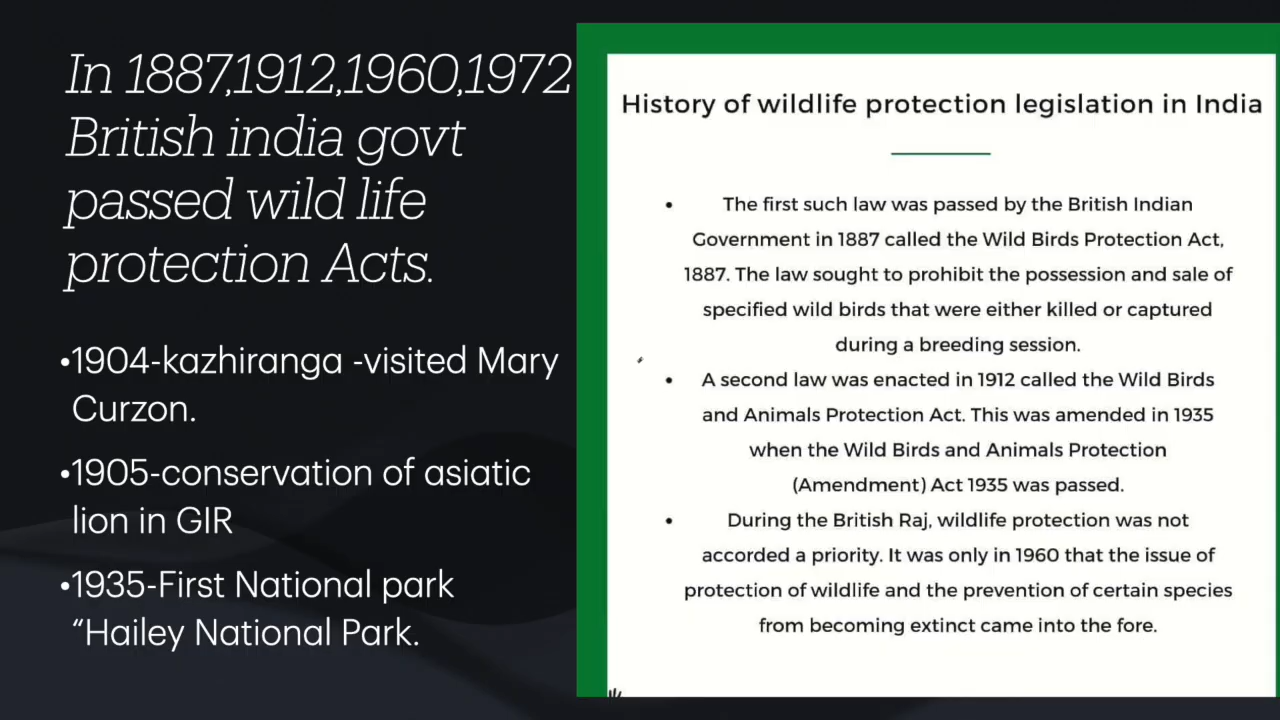 In 1887,1912,1960,1972
British india govt
passed wild life
protection Acts.
•1904-kazhiranga -visited Mary
Curzon.
•1905-conservation of asiatic
lion in GIR
•1935-First National park
“Hailey National Park.
History of wildlife protection legislation in India
• The first such law was passed by the British Indian
Government in 1887 called the Wild Birds Protection Act,
1887. The law sought to prohibit the possession and sale of
specified wild birds that were either killed or captured
during a breeding session.
• A second law was enacted in 1912 called the Wild Birds
and Animals Protection Act. This was amended in 1935
when the Wild Birds and Animals Protection
(Amendment) Act 1935 was passed.
• During the British Raj, wildlife protection was not
accorded a priority. It was only in 1960 that the issue of
protection of wildlife and the prevention of certain species
from becoming extinct came into the fore.